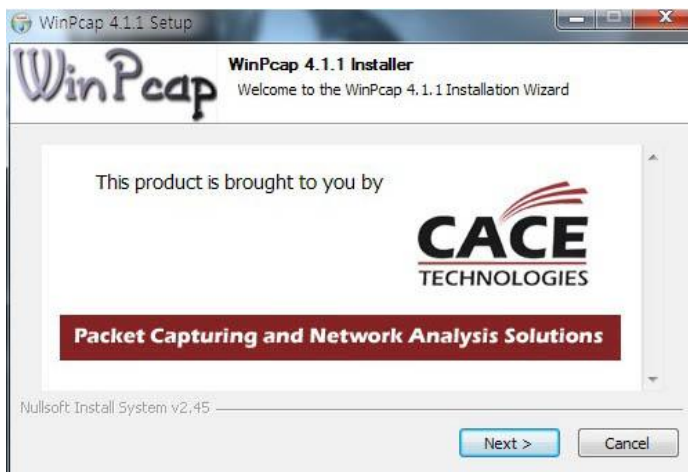 WinPcap 4.1.1 Setup
WinPcap
WinPcap 4.1.1 Installer
Welcome to the WinPcap 4.1.1 Installation Wizard
This product is brought to you by
CACE
TECHNOLOGIES
Packet Capturing and Network Analysis Solutions
Nullsoft Install System v2.45
Next >
Cancel